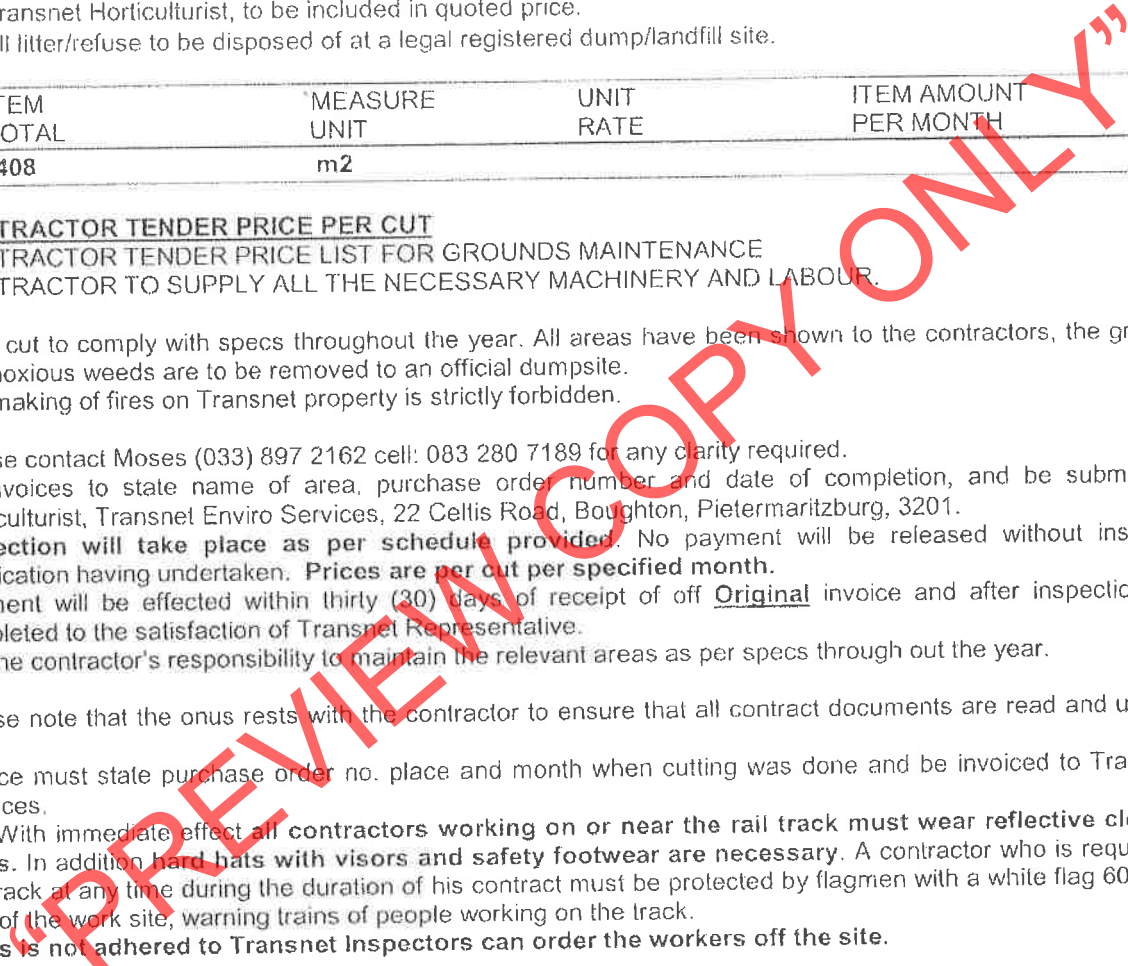 ransnet Horticulturist, to be included in quoted price.
ll litter/refuse to be disposed of at a legal registered dump/landfill site.
TEM MEASURE UNIT ITEM AMOUNT
OTAL UNIT RATE PER MONTH
408 m2
TRACTOR TENDER PRICE PER CUT
TRACTOR TENDER PRICE LIST FOR GROUNDS MAINTENANCE
TRACTOR TO SUPPLY ALL THE NECESSARY MACHINERY AND LABOUR.
cut to comply with specs throughout the year. All areas have been shown to the contractors, the gr
noxious weeds are to be removed to an official dumpsite.
making of fires on Transnet property is strictly forbidden.
se contact Moses (033) 897 2162 cell: 083 280 7189 for any clarity required.
voices to state name of area, purchase order number and date of completion, and be subm
culturist, Transnet Enviro Services, 22 Celtis Road, Boughton, Pietermaritzburg, 3201.
ection will take place as per schedule provided. No payment will be released without ins
ication having undertaken. Prices are per cut per specified month.
nent will be effected within thirty (30) days of receipt of off Original invoice and after inspectio
pleted to the satisfaction of Transnet Representative.
he contractor's responsibility to maintain the relevant areas as per specs through out the year.
se note that the onus rests with the contractor to ensure that all contract documents are read and u
ce must state purchase order no. place and month when cutting was done and be invoiced to Tra
ces.
With immediate effect all contractors working on or near the rail track must wear reflective cl
s. In addition hard hats with visors and safety footwear are necessary. A contractor who is requ
rack at any time during the duration of his contract must be protected by flagmen with a white flag 60
of the work site, warning trains of people working on the track.
s is not adhered to Transnet Inspectors can order the workers off the site.
"PREVIEW COPY ONLY"